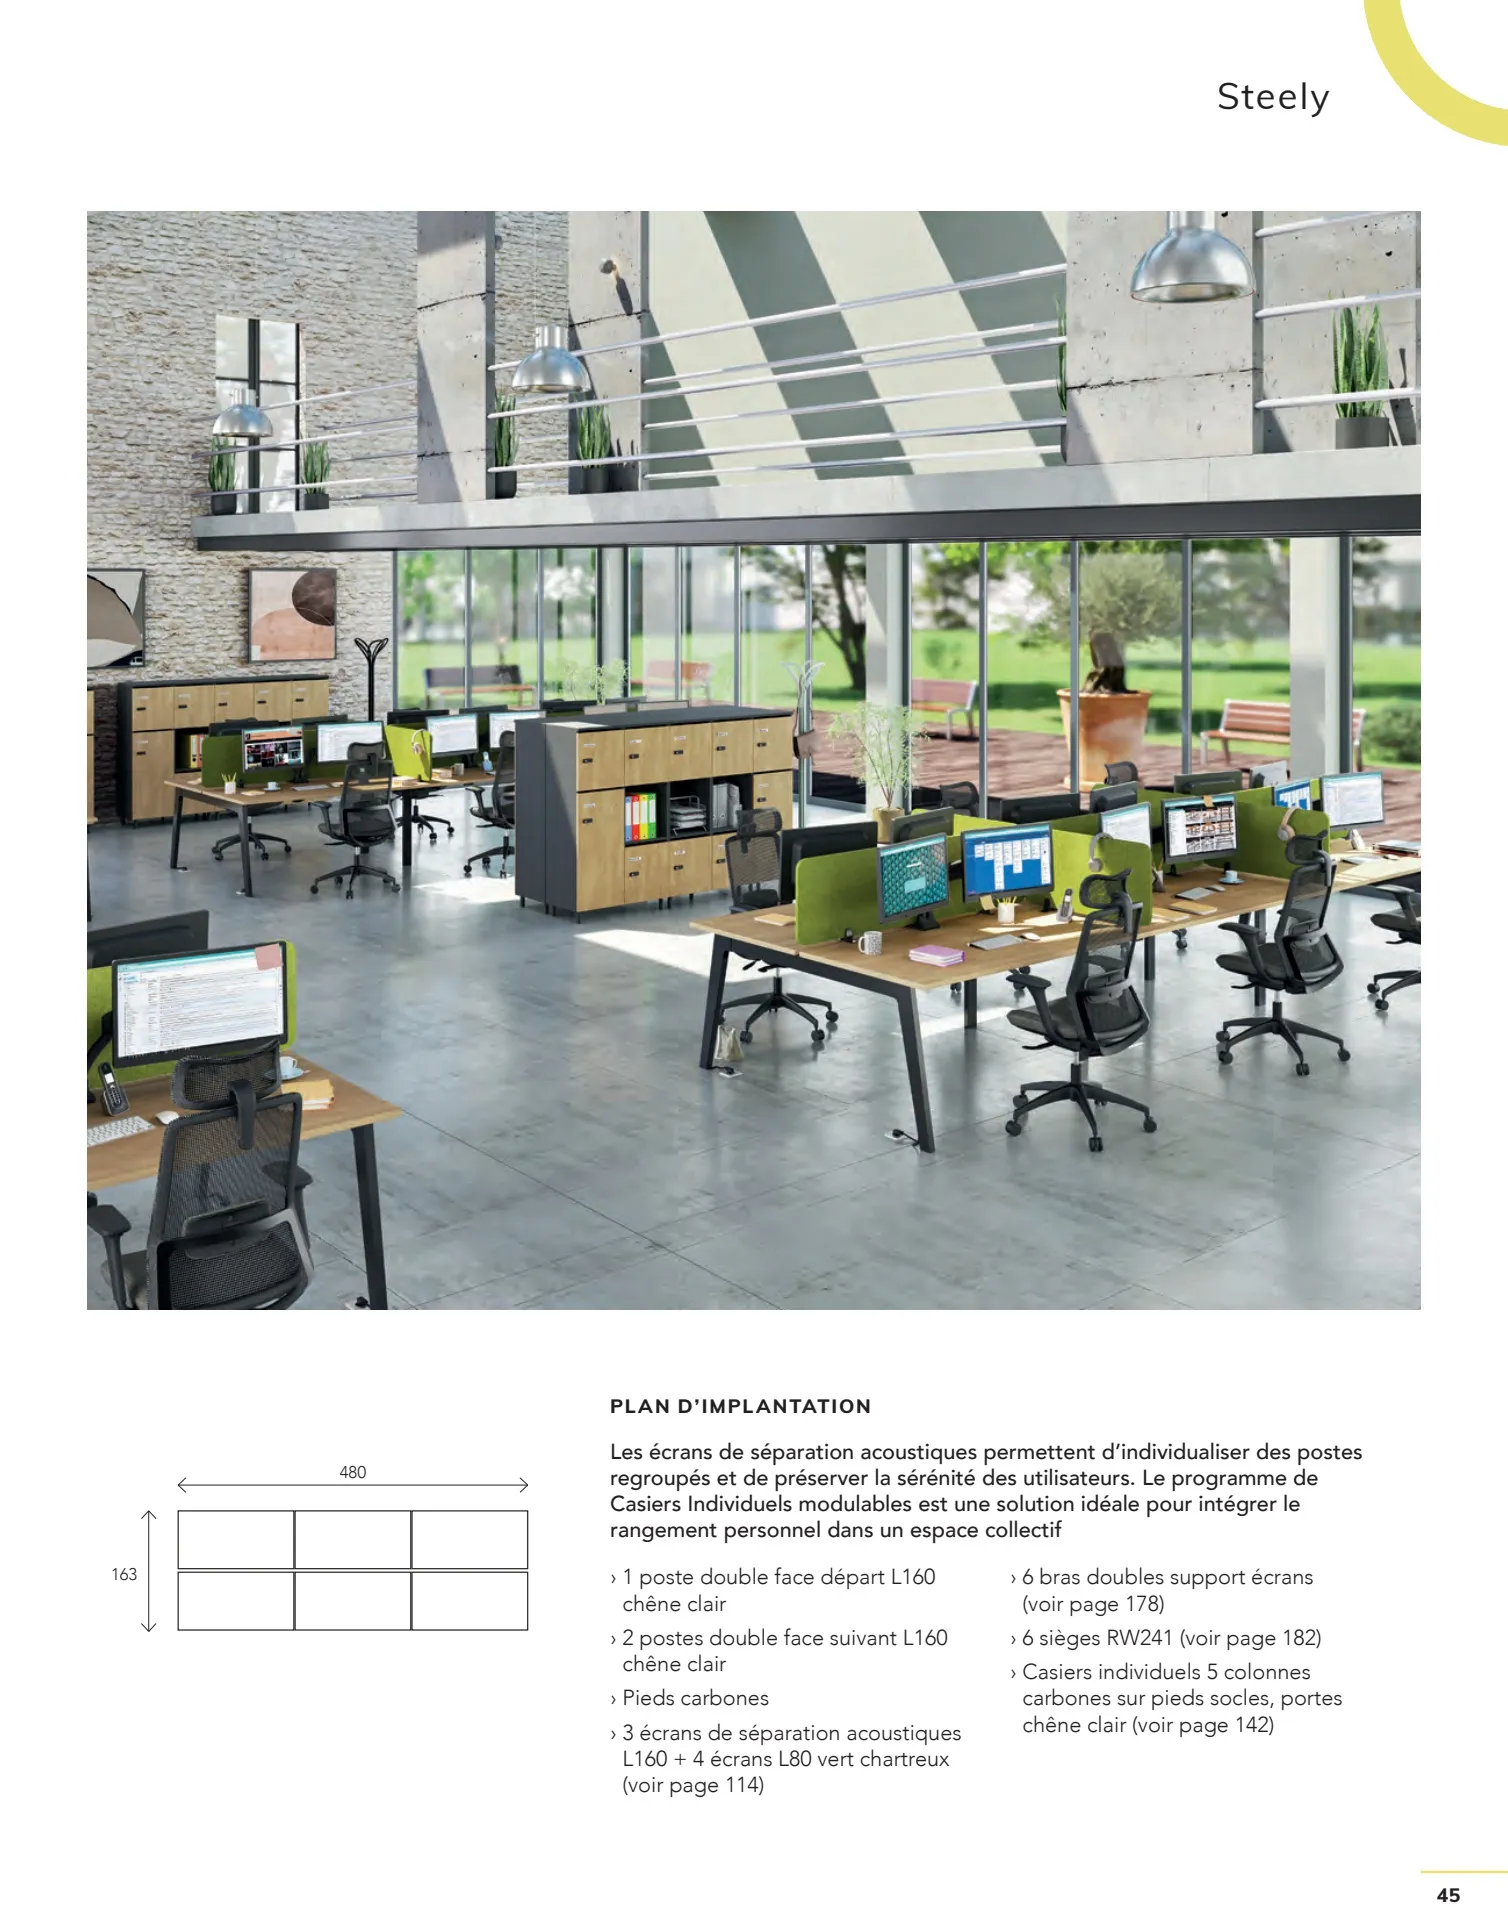 Steely
PLAN D’IMPLANTATION
Les écrans de séparation acoustiques permettent d’individualiser des postes
regroupés et de préserver la sérénité des utilisateurs. Le programme de
Casiers Individuels modulables est une solution idéale pour intégrer le
rangement personnel dans un espace collectif
480
163
› 1 poste double face départ L160
chêne clair
› 2 postes double face suivant L160
chêne clair
› Pieds carbones
› 3 écrans de séparation acoustiques
L160 + 4 écrans L80 vert chartreux
(voir page 114)
› 6 bras doubles support écrans
(voir page 178)
› 6 sièges RW241 (voir page 182)
› Casiers individuels 5 colonnes
carbones sur pieds socles, portes
chêne clair (voir page 142)
45